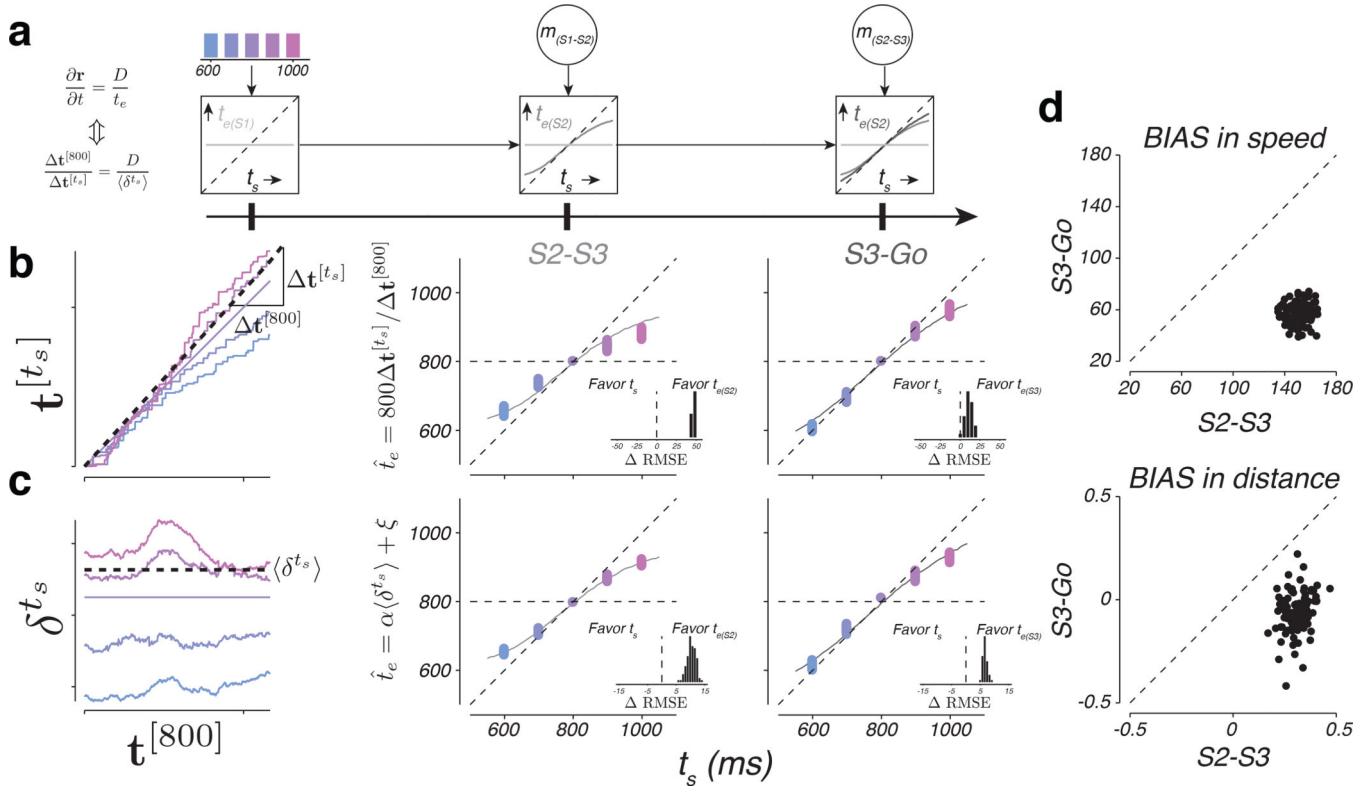 a
600 1000
∂r/∂t = D/t_e
⇕
Δt^[800]/Δt^[t_s] = D/⟨δ^t_s⟩
m_(S1-S2)
m_(S2-S3)
t_e(S1)
t_s
t_e(S2)
t_s
t_e(S2)
t_s
b
t^[t_s]
Δt^[t_s]
Δt^[800]
S2-S3
S3-Go
t̂_e = 800Δt^[t_s]/Δt^[800]
1000
800
600
Favor t_s Favor t_e(S2)
-50 -25 0 25 50
Δ RMSE
Favor t_s Favor t_e(S3)
-50 -25 0 25 50
Δ RMSE
c
δ^t_s
⟨δ^t_s⟩
t^[800]
t̂_e = α⟨δ^t_s⟩ + ξ
1000
800
600
Favor t_s Favor t_e(S2)
-15 -5 5 15
Δ RMSE
Favor t_s Favor t_e(S3)
-15 -5 5 15
Δ RMSE
600 800 1000
600 800 1000
t_s (ms)
d
BIAS in speed
S3-Go
180
140
100
60
20
20 60 100 140 180
S2-S3
BIAS in distance
S3-Go
0.5
0
-0.5
-0.5 0 0.5
S2-S3